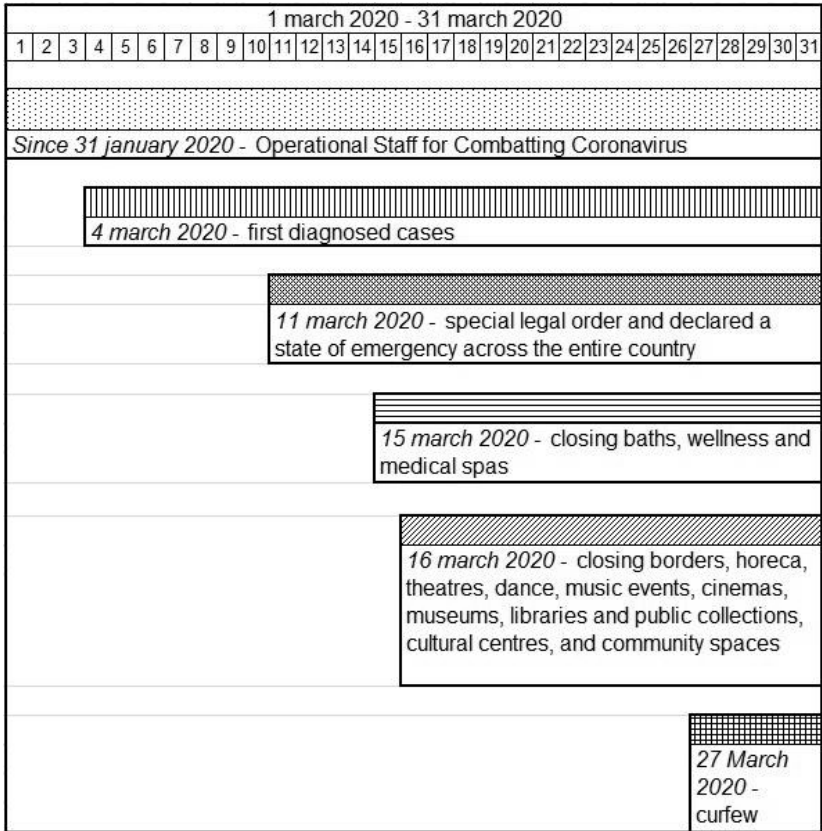 1 march 2020 - 31 march 2020
1 2 3 4 5 6 7 8 9 10 11 12 13 14 15 16 17 18 19 20 21 22 23 24 25 26 27 28 29 30 31
Since 31 january 2020 - Operational Staff for Combatting Coronavirus
4 march 2020 - first diagnosed cases
11 march 2020 - special legal order and declared a
state of emergency across the entire country
15 march 2020 - closing baths, wellness and
medical spas
16 march 2020 - closing borders, horeca,
theatres, dance, music events, cinemas,
museums, libraries and public collections,
cultural centres, and community spaces
27 March
2020 -
curfew